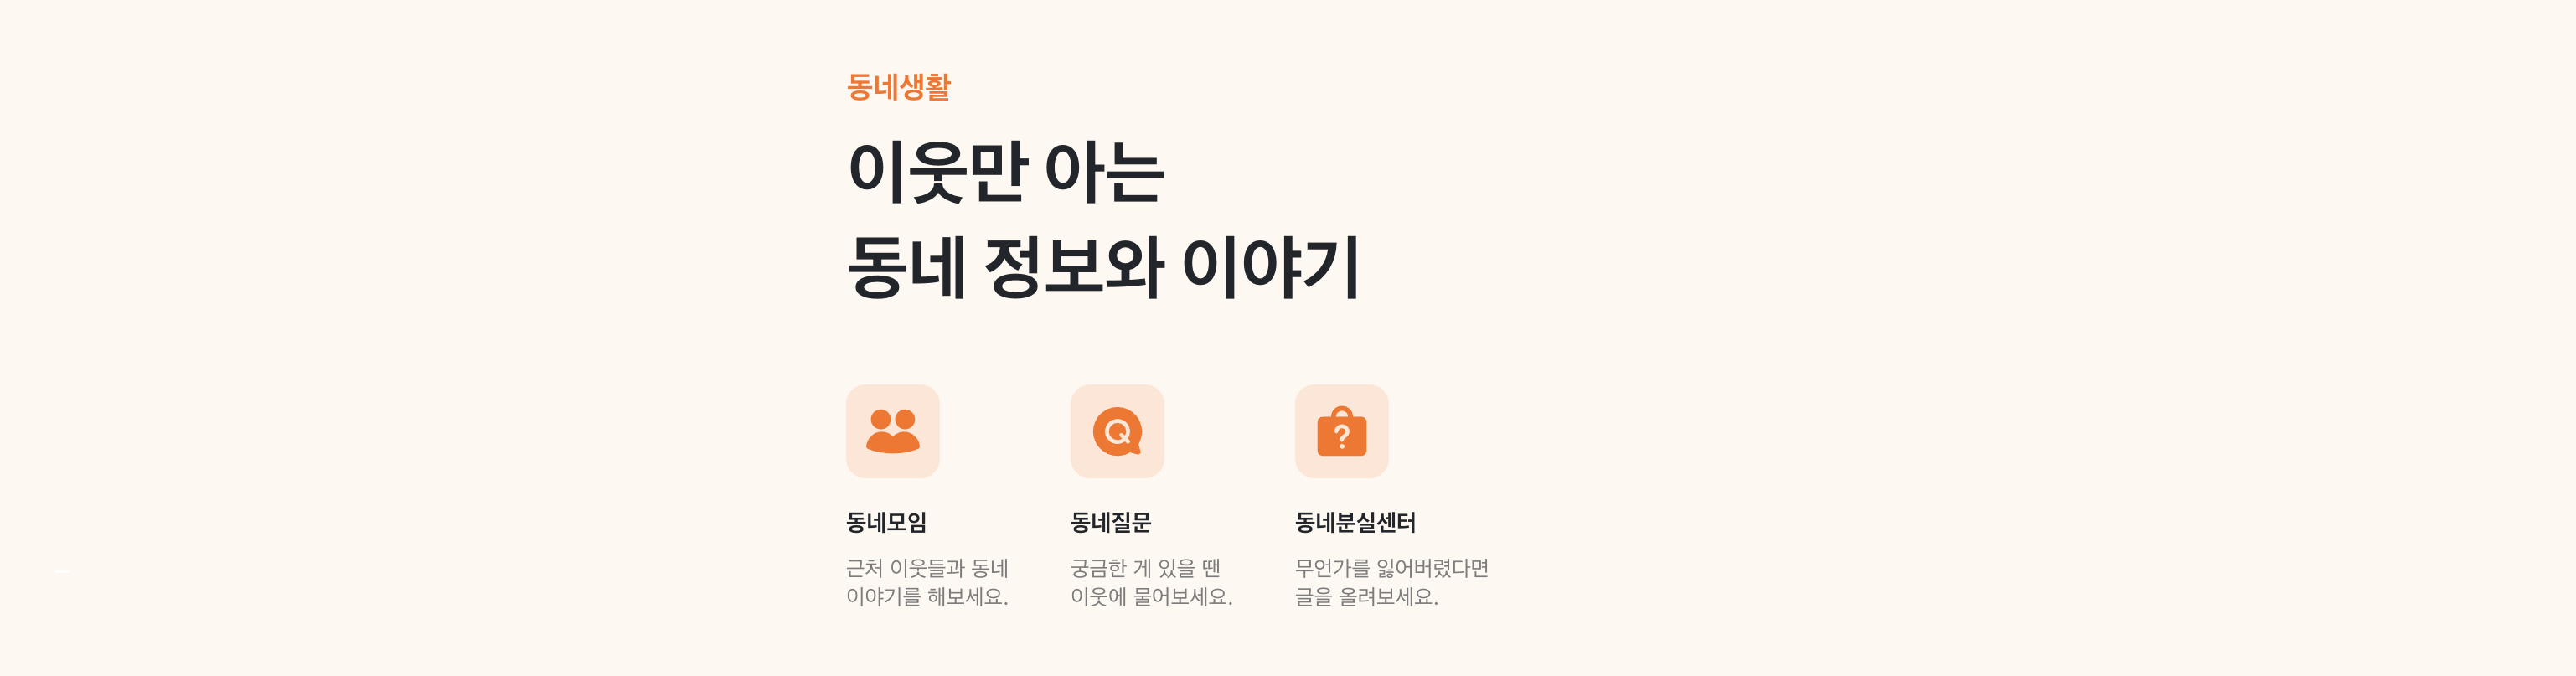 동네생활
이웃만 아는
동네 정보와 이야기
Q
?
동네모임
동네질문
동네분실센터
근처 이웃들과 동네
이야기를 해보세요.
궁금한 게 있을 땐
이웃에 물어보세요.
무언가를 잃어버렸다면
글을 올려보세요.